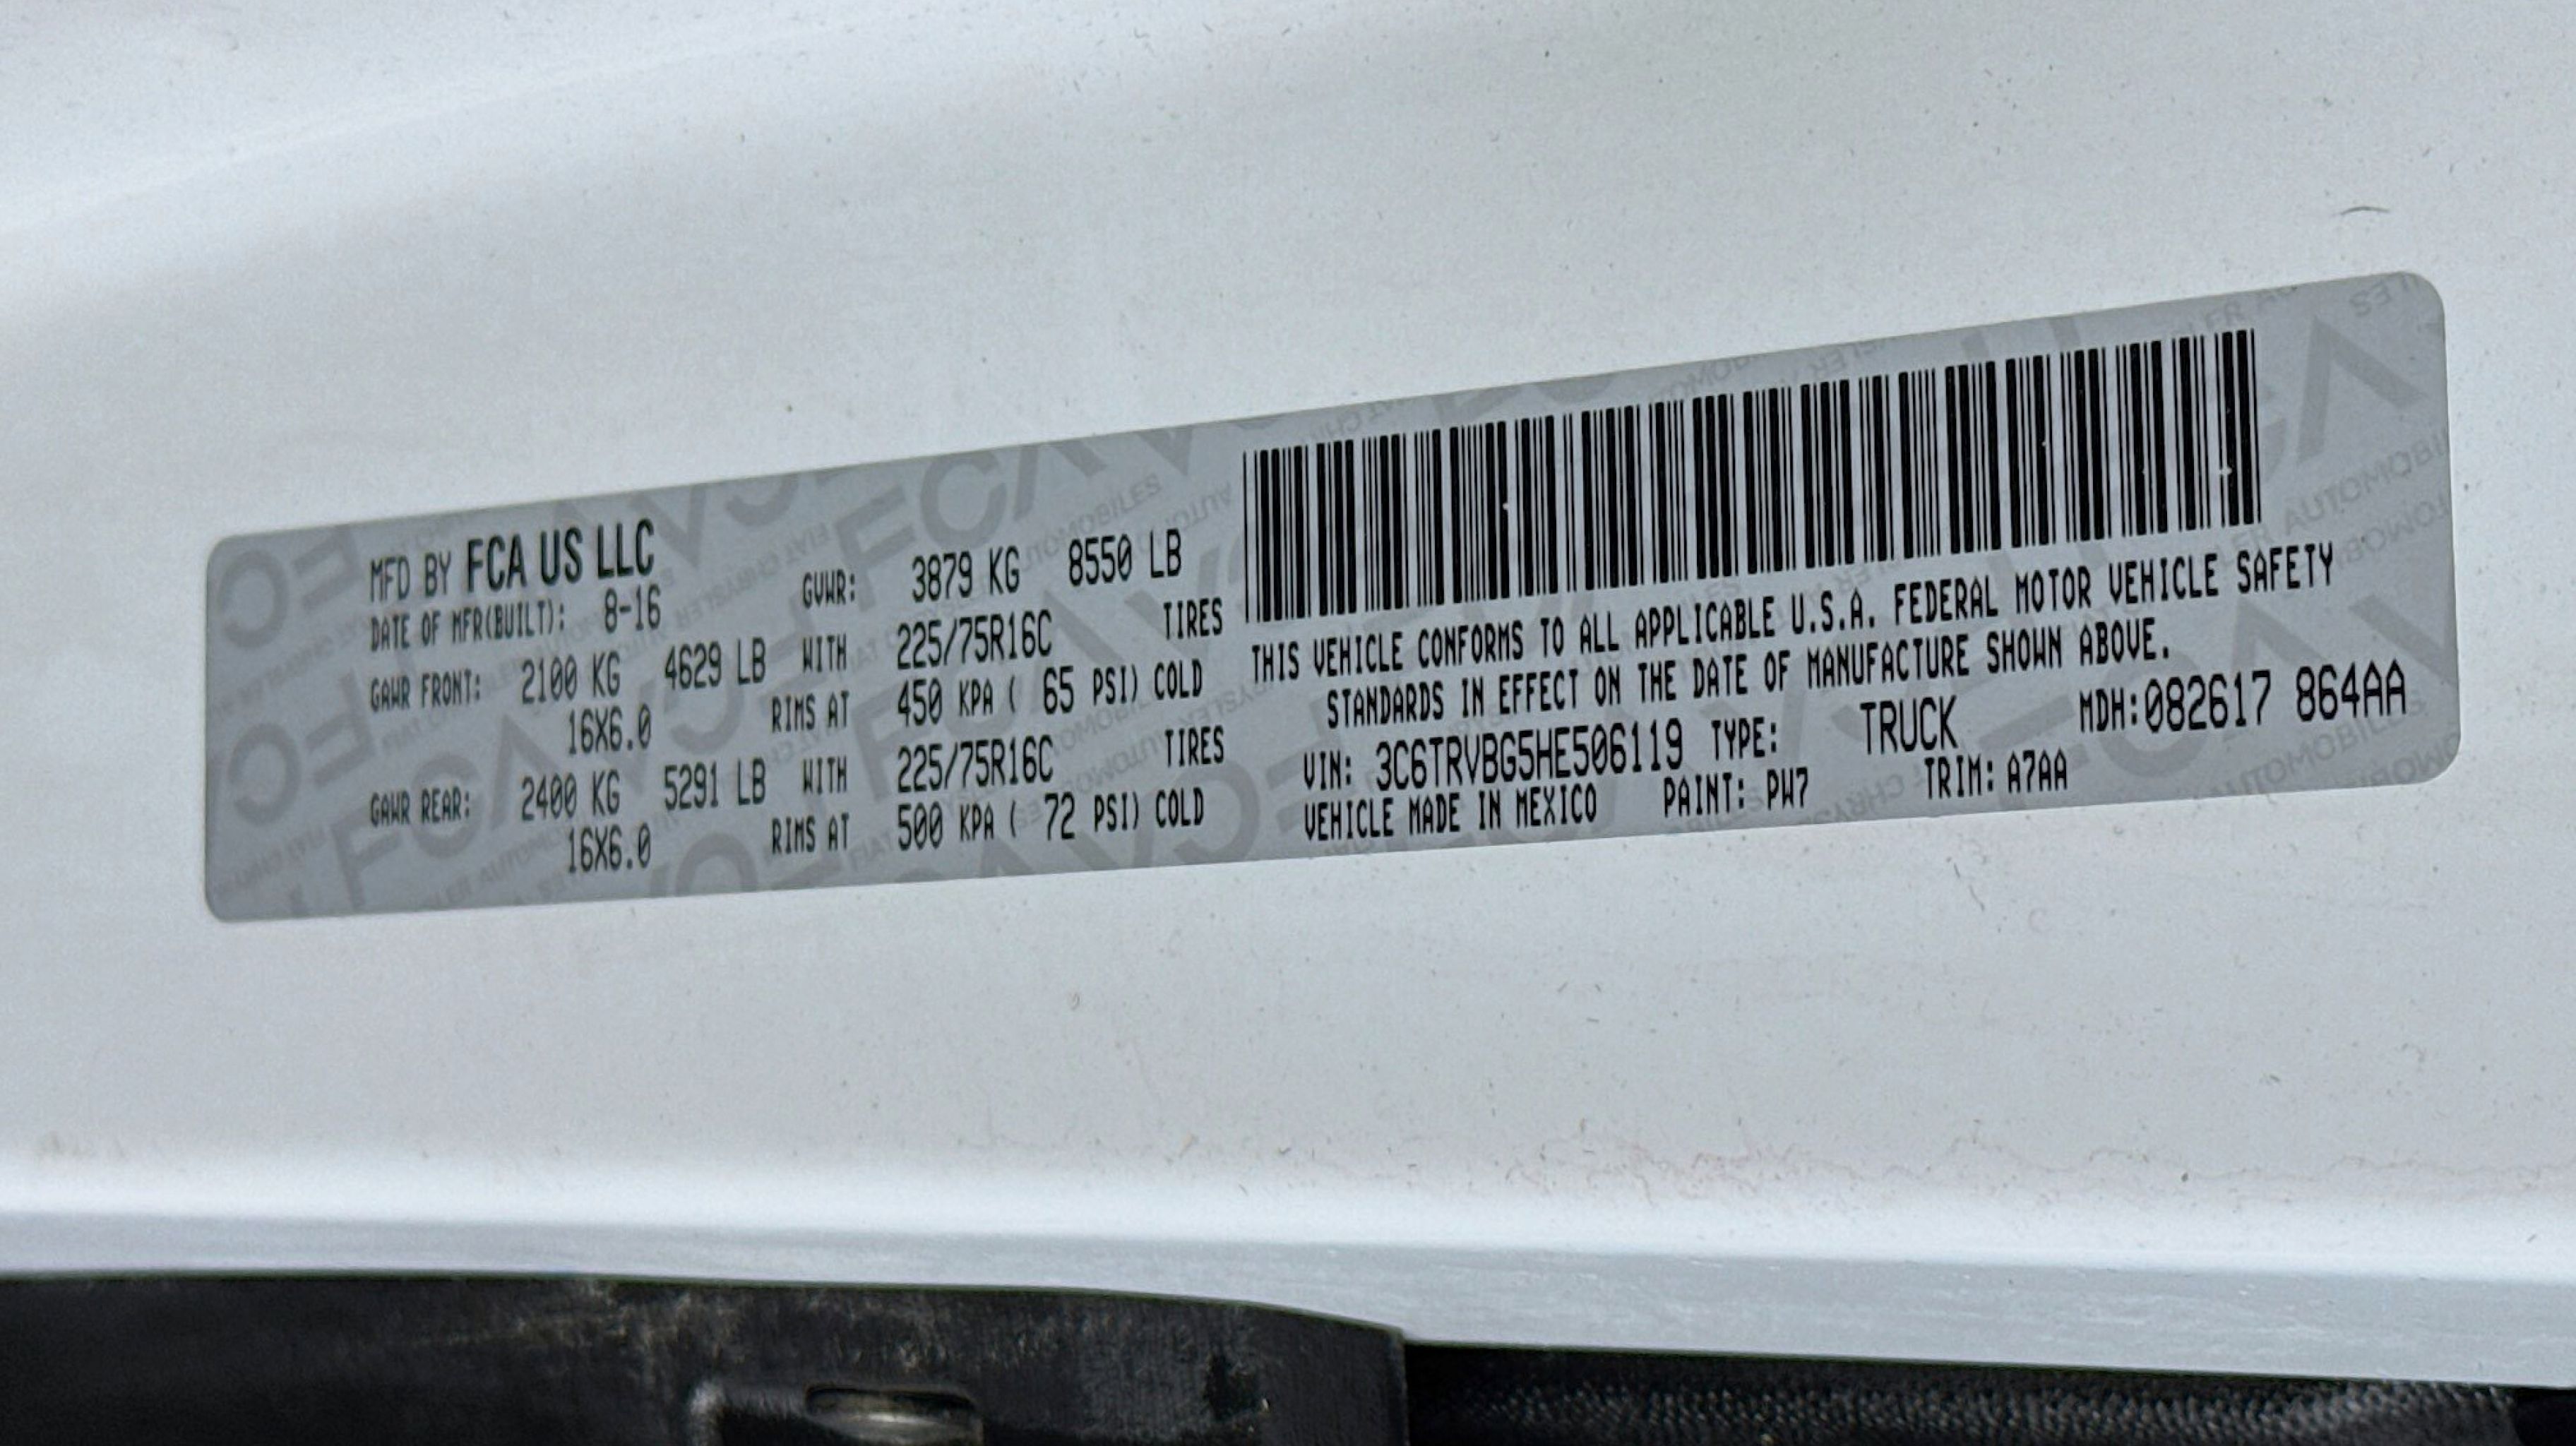 MFD BY FCA US LLC
DATE OF MFR(BUILT): 8-16 GVWR: 3879 KG 8550 LB
GAWR FRONT: 2100 KG 4629 LB WITH 225/75R16C TIRES
16X6.0 RIMS AT 450 KPA ( 65 PSI) COLD
GAWR REAR: 2400 KG 5291 LB WITH 225/75R16C TIRES
16X6.0 RIMS AT 500 KPA ( 72 PSI) COLD
THIS VEHICLE CONFORMS TO ALL APPLICABLE U.S.A. FEDERAL MOTOR VEHICLE SAFETY
STANDARDS IN EFFECT ON THE DATE OF MANUFACTURE SHOWN ABOVE.
VIN: 3C6TRVBG5HE506119 TYPE: TRUCK MDH:082617 864AA
VEHICLE MADE IN MEXICO PAINT: PW7 TRIM: A7AA